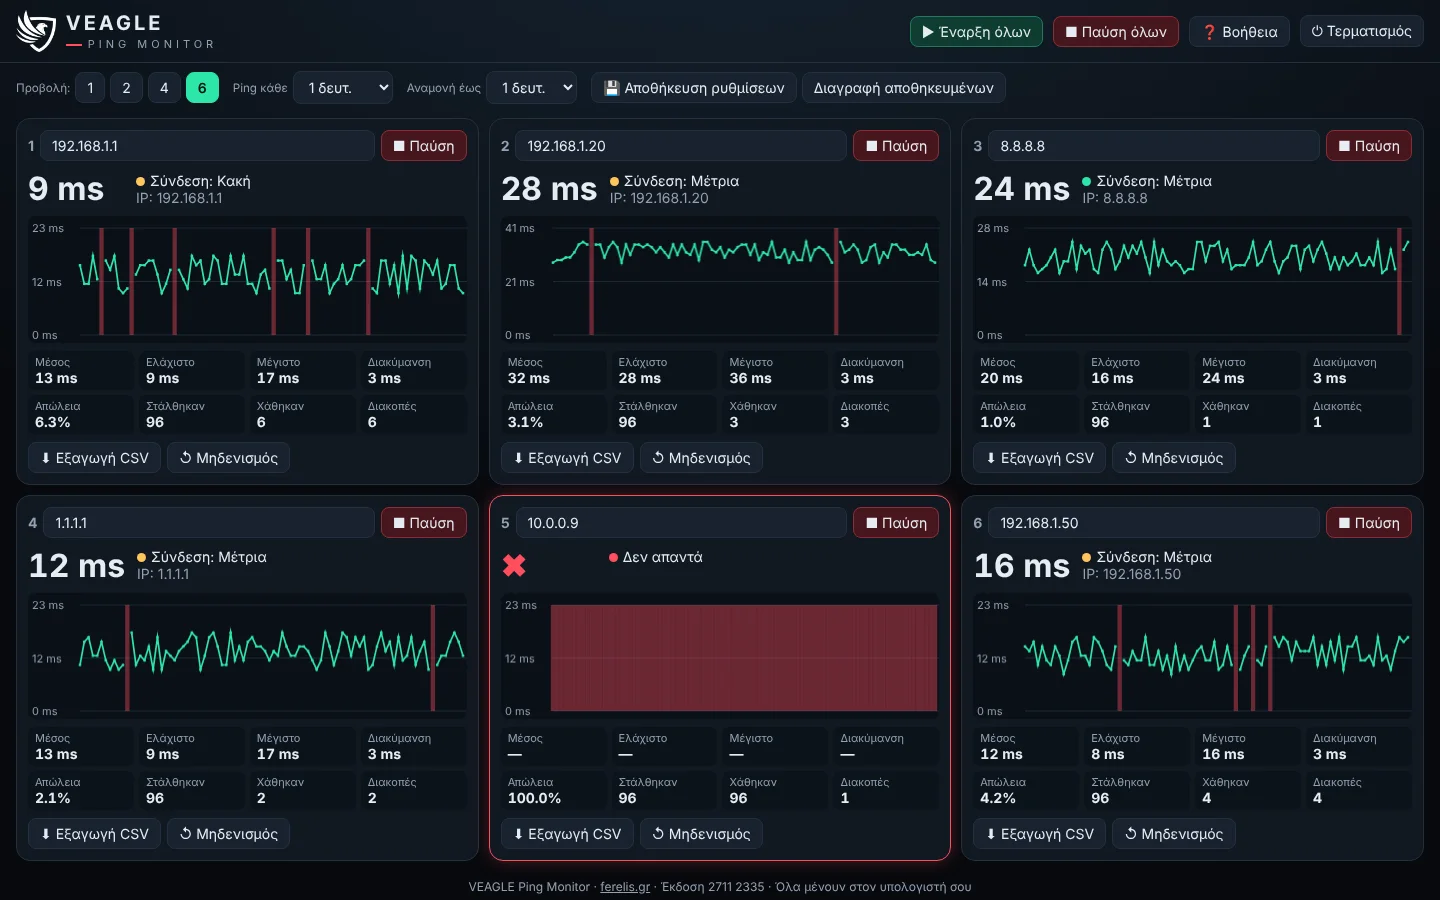 VEAGLE
PING MONITOR
▶ Έναρξη όλων
■ Παύση όλων
❓ Βοήθεια
⏻ Τερματισμός
Προβολή: 1 2 4 6 Ping κάθε 1 δευτ. Αναμονή έως 1 δευτ. 💾 Αποθήκευση ρυθμίσεων Διαγραφή αποθηκευμένων
1 192.168.1.1 ■ Παύση
9 ms
Σύνδεση: Κακή
IP: 192.168.1.1
23 ms
12 ms
0 ms
Μέσος Ελάχιστο Μέγιστο Διακύμανση
13 ms 9 ms 17 ms 3 ms
Απώλεια Στάλθηκαν Χάθηκαν Διακοπές
6.3% 96 6 6
⬇ Εξαγωγή CSV ↺ Μηδενισμός
2 192.168.1.20 ■ Παύση
28 ms
Σύνδεση: Μέτρια
IP: 192.168.1.20
41 ms
21 ms
0 ms
Μέσος Ελάχιστο Μέγιστο Διακύμανση
32 ms 28 ms 36 ms 3 ms
Απώλεια Στάλθηκαν Χάθηκαν Διακοπές
3.1% 96 3 3
⬇ Εξαγωγή CSV ↺ Μηδενισμός
3 8.8.8.8 ■ Παύση
24 ms
Σύνδεση: Μέτρια
IP: 8.8.8.8
28 ms
14 ms
0 ms
Μέσος Ελάχιστο Μέγιστο Διακύμανση
20 ms 16 ms 24 ms 3 ms
Απώλεια Στάλθηκαν Χάθηκαν Διακοπές
1.0% 96 1 1
⬇ Εξαγωγή CSV ↺ Μηδενισμός
4 1.1.1.1 ■ Παύση
12 ms
Σύνδεση: Μέτρια
IP: 1.1.1.1
23 ms
12 ms
0 ms
Μέσος Ελάχιστο Μέγιστο Διακύμανση
13 ms 9 ms 17 ms 3 ms
Απώλεια Στάλθηκαν Χάθηκαν Διακοπές
2.1% 96 2 2
⬇ Εξαγωγή CSV ↺ Μηδενισμός
5 10.0.0.9 ■ Παύση
✖
Δεν απαντά
23 ms
12 ms
0 ms
Μέσος Ελάχιστο Μέγιστο Διακύμανση
— — — —
Απώλεια Στάλθηκαν Χάθηκαν Διακοπές
100.0% 96 96 1
⬇ Εξαγωγή CSV ↺ Μηδενισμός
6 192.168.1.50 ■ Παύση
16 ms
Σύνδεση: Μέτρια
IP: 192.168.1.50
23 ms
12 ms
0 ms
Μέσος Ελάχιστο Μέγιστο Διακύμανση
12 ms 8 ms 16 ms 3 ms
Απώλεια Στάλθηκαν Χάθηκαν Διακοπές
4.2% 96 4 4
⬇ Εξαγωγή CSV ↺ Μηδενισμός
VEAGLE Ping Monitor · ferelis.gr · Έκδοση 2711 2335 · Όλα μένουν στον υπολογιστή σου